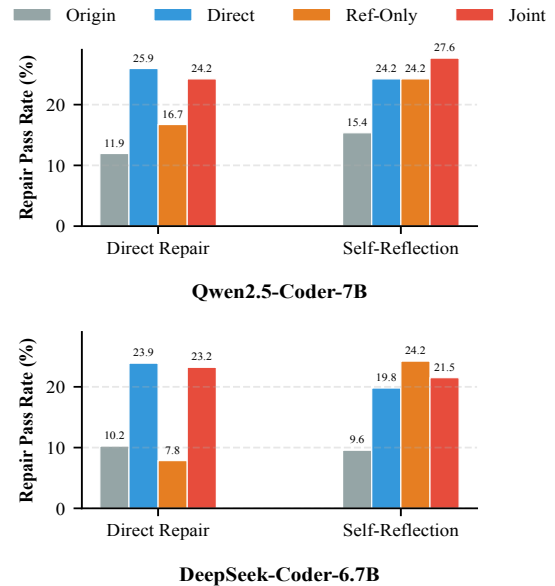 Origin Direct Ref-Only Joint
Repair Pass Rate (%)
20
10
0
11.9 25.9 16.7 24.2
15.4 24.2 24.2 27.6
Direct Repair Self-Reflection
Qwen2.5-Coder-7B
Repair Pass Rate (%)
20
10
0
10.2 23.9 7.8 23.2
9.6 19.8 24.2 21.5
Direct Repair Self-Reflection
DeepSeek-Coder-6.7B